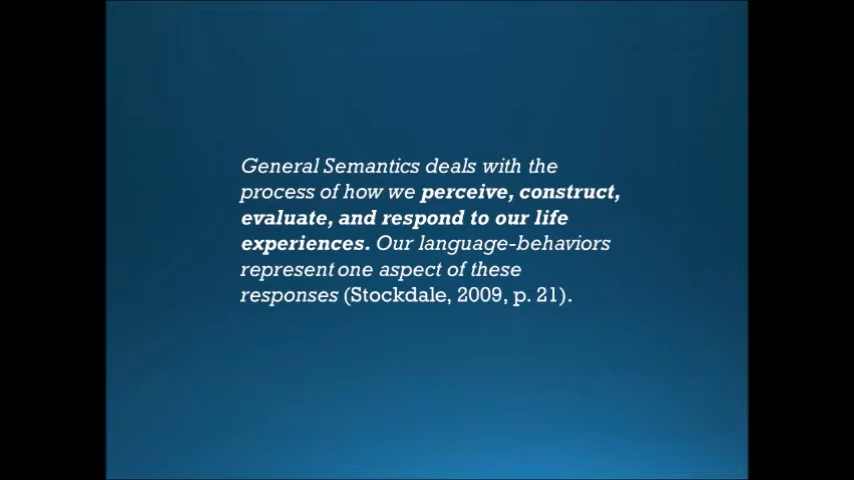 General Semantics deals with the
process of how we perceive, construct,
evaluate, and respond to our life
experiences. Our language-behaviors
represent one aspect of these
responses (Stockdale, 2009, p. 21).